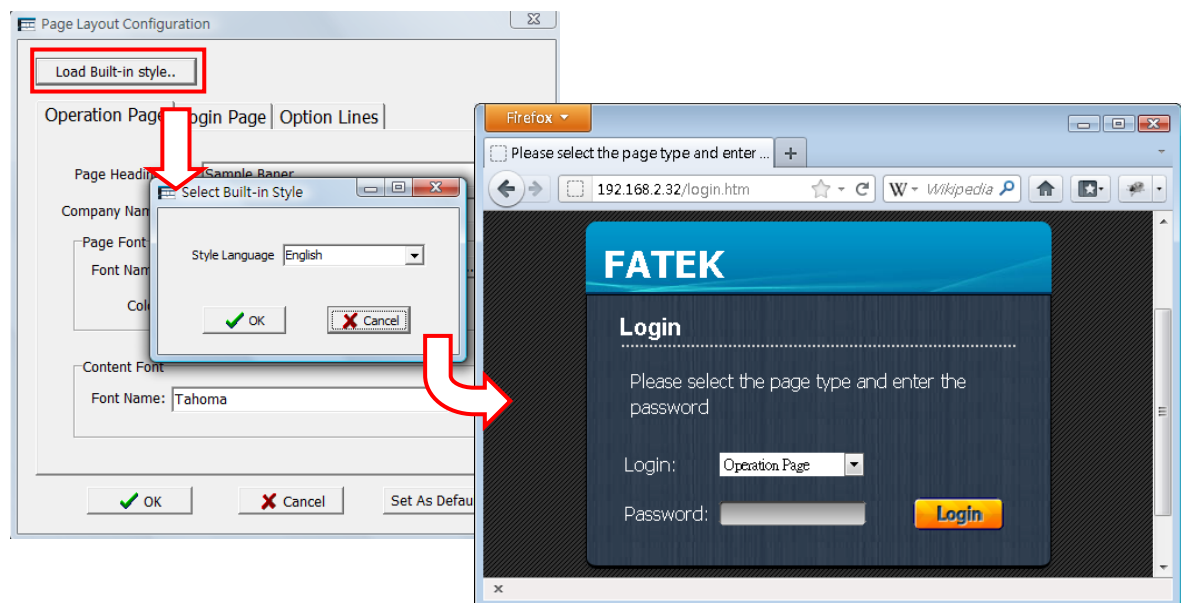 Page Layout Configuration
Load Built-in style..
Operation Page Login Page Option Lines
Page Heading Sample Baner
Select Built-in Style
Company Nam
Page Font
Style Language English
Font Nam
Colo
OK Cancel
Content Font
Font Name: Tahoma
OK Cancel Set As Defau
Firefox
Please select the page type and enter ... +
192.168.2.32/login.htm W Wikipedia
FATEK
Login
Please select the page type and enter the
password
Login: Operation Page
Password: Login
x